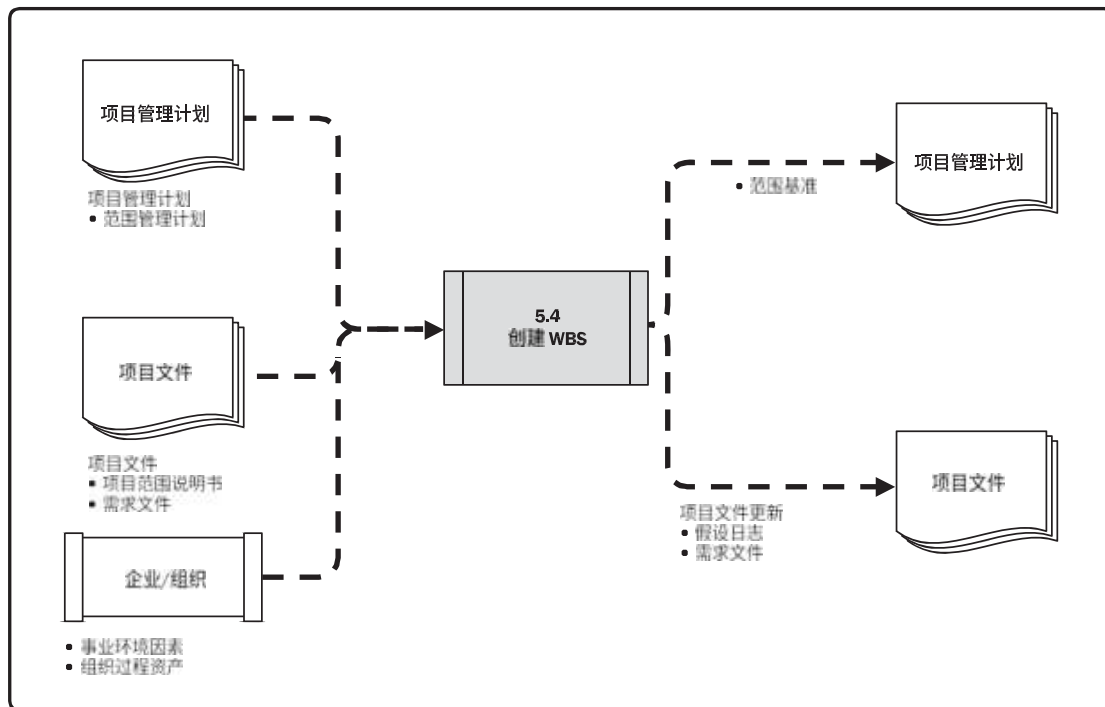 项目管理计划
项目管理计划
• 范围管理计划
项目文件
项目文件
• 项目范围说明书
• 需求文件
企业/组织
• 事业环境因素
• 组织过程资产
5.4
创建 WBS
• 范围基准
项目管理计划
项目文件更新
• 假设日志
• 需求文件
项目文件